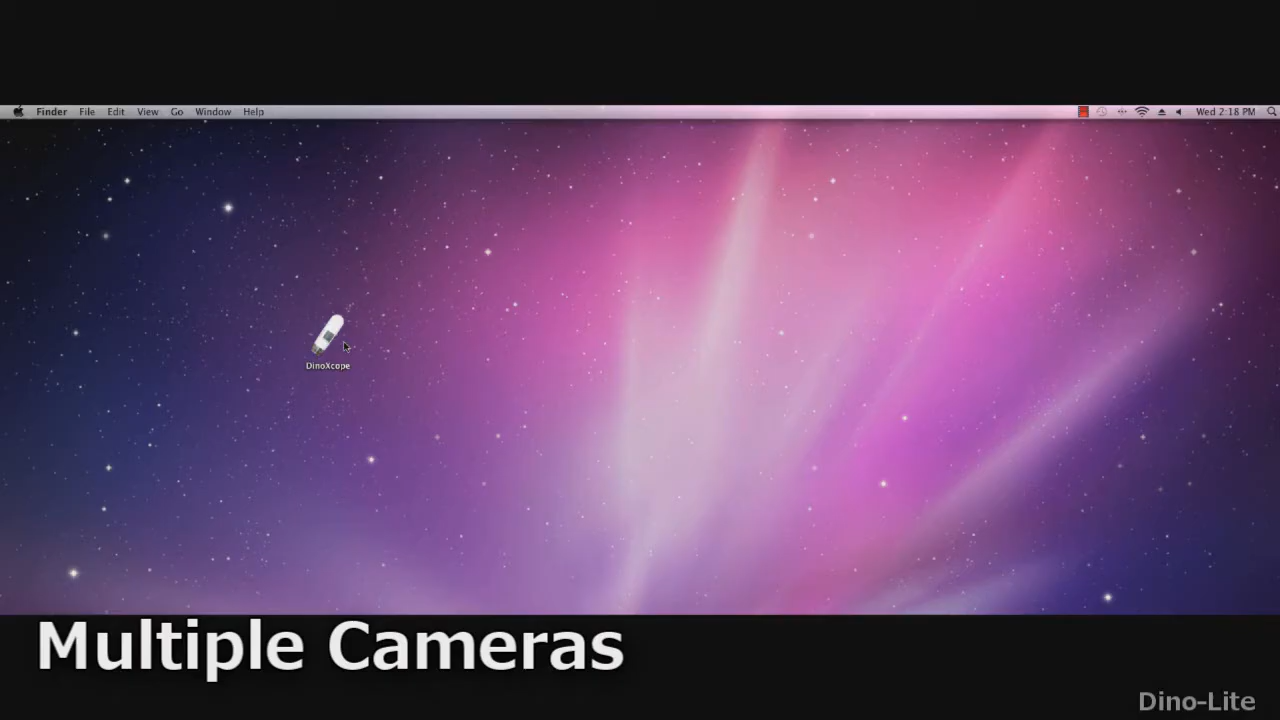 Finder File Edit View Go Window Help Wed 2:18 PM
DinoXcope
Multiple Cameras
Dino-Lite